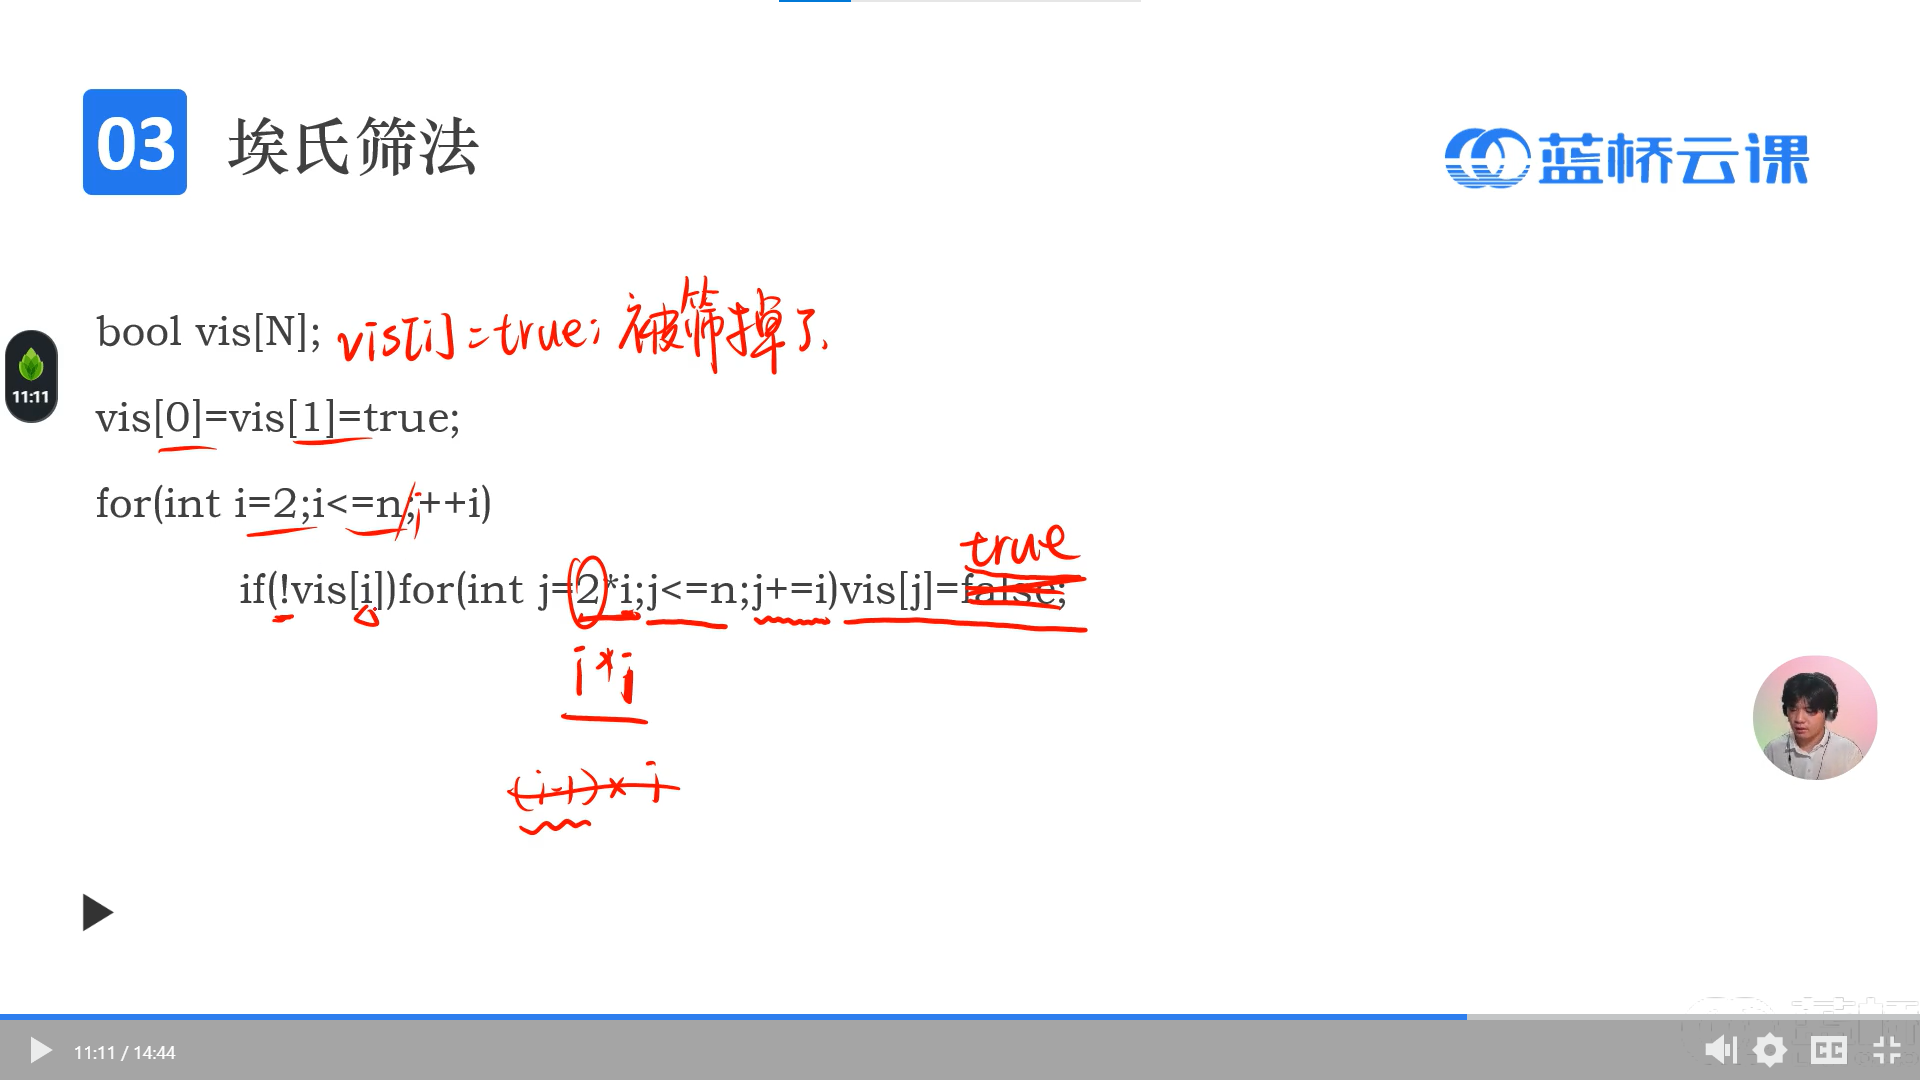 03 埃氏筛法
蓝桥云课
bool vis[N]; vis[i]=true; 被筛掉了.
11:11
vis[0]=vis[1]=true;
for(int i=2;i<=n;++i)
true
if(!vis[i])for(int j=2*i;j<=n;j+=i)vis[j]=false;
i*i
(i-1)×i
11:11 / 14:44
CC